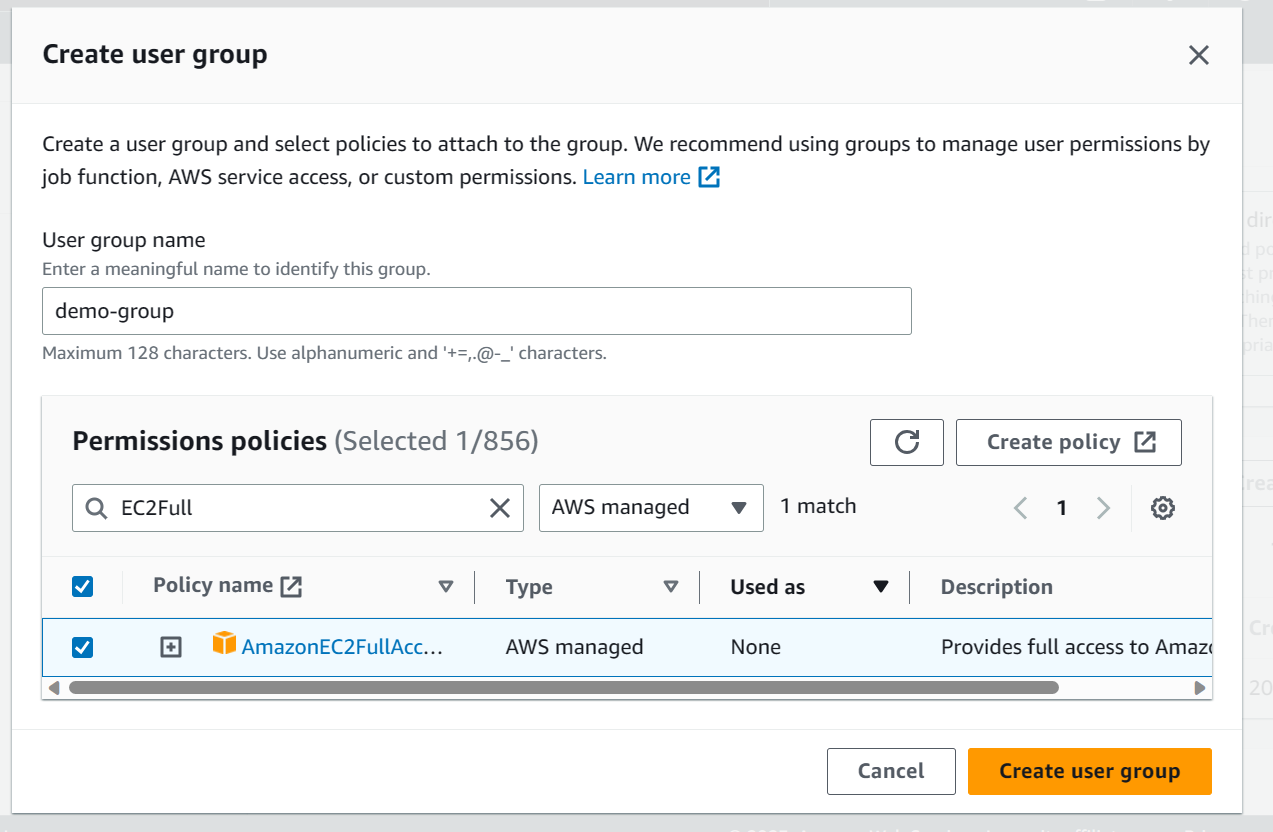 Create user group
Create a user group and select policies to attach to the group. We recommend using groups to manage user permissions by
job function, AWS service access, or custom permissions. Learn more
User group name
Enter a meaningful name to identify this group.
demo-group
Maximum 128 characters. Use alphanumeric and '+=,.@-_' characters.
Permissions policies (Selected 1/856)
Create policy
EC2Full
AWS managed
1 match
1
Policy name
Type
Used as
Description
AmazonEC2FullAcc...
AWS managed
None
Provides full access to Amazo
Cancel
Create user group